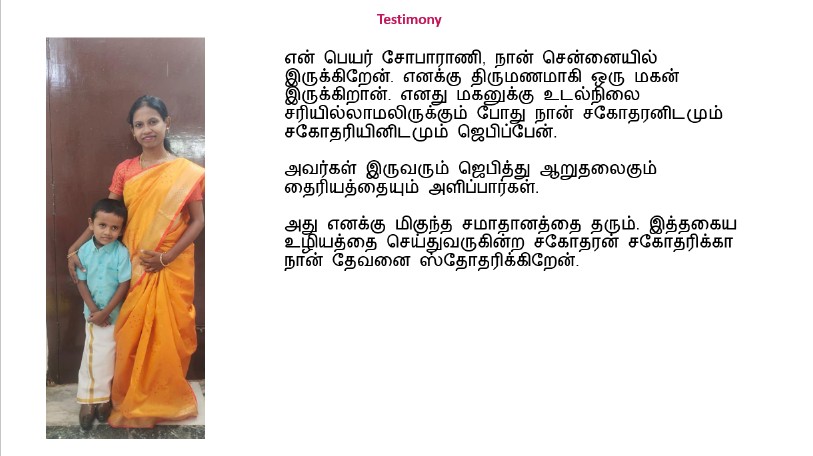 Testimony
என் பெயர் சோபாராணி, நான் சென்னையில்
இருக்கிறேன். எனக்கு திருமணமாகி ஒரு மகன்
இருக்கிறான். எனது மகனுக்கு உடல்நிலை
சரியில்லாமலிருக்கும் போது நான் சகோதரனிடமும்
சகோதரியினிடமும் ஜெபிப்பேன்.
அவர்கள் இருவரும் ஜெபித்து ஆறுதலைகும்
தைரியத்தையும் அளிப்பார்கள்.
அது எனக்கு மிகுந்த சமாதானத்தை தரும். இத்தகைய
உழியத்தை செய்துவருகின்ற சகோதரன் சகோதரிக்கா
நான் தேவனை ஸ்தோதரிக்கிறேன்.